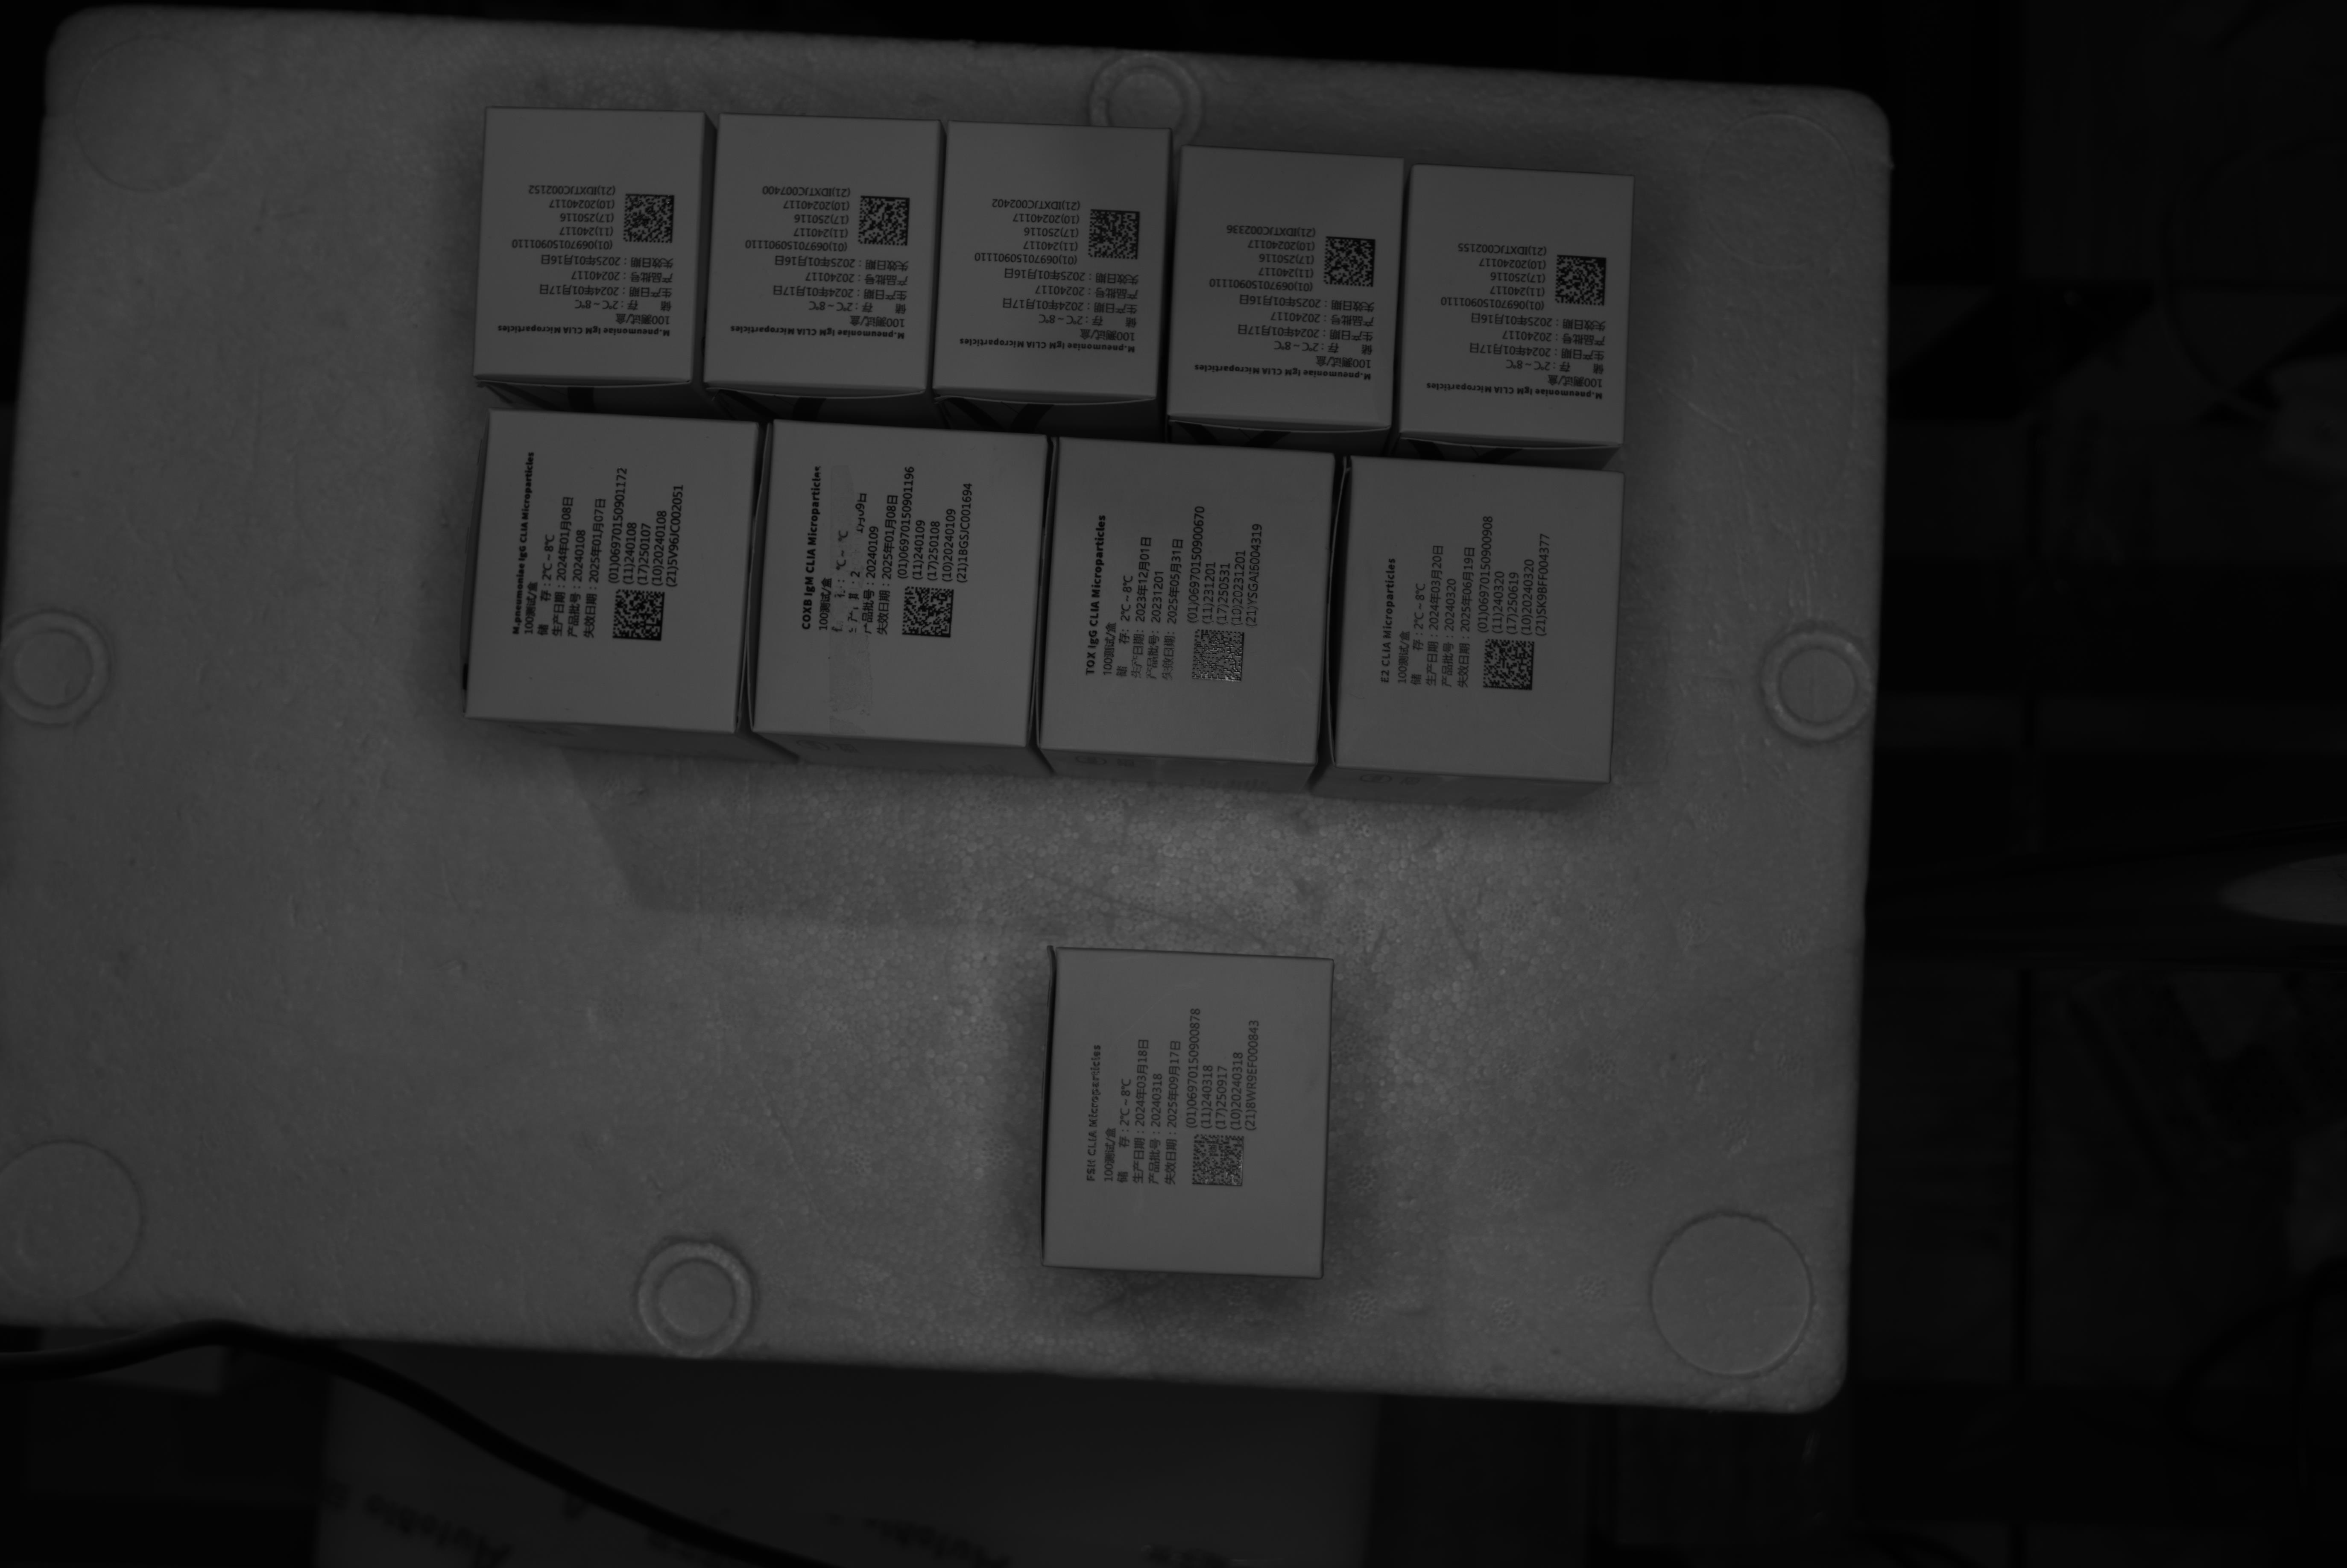 M.pneumoniae IgM CLIA Microparticles
100测试/盒
储 存：2℃~8℃
生产日期：2024年01月17日
产品批号：20240117
失效日期：2025年01月16日
(01)06970150901110
(11)240117
(17)250116
(10)20240117
(21)IDXTJC002152
M.pneumoniae IgM CLIA Microparticles
100测试/盒
储 存：2℃~8℃
生产日期：2024年01月17日
产品批号：20240117
失效日期：2025年01月16日
(01)06970150901110
(11)240117
(17)250116
(10)20240117
(21)IDXTJC007400
M.pneumoniae IgM CLIA Microparticles
100测试/盒
储 存：2℃~8℃
生产日期：2024年01月17日
产品批号：20240117
失效日期：2025年01月16日
(01)06970150901110
(11)240117
(17)250116
(10)20240117
(21)IDXTJC002402
M.pneumoniae IgM CLIA Microparticles
100测试/盒
储 存：2℃~8℃
生产日期：2024年01月17日
产品批号：20240117
失效日期：2025年01月16日
(01)06970150901110
(11)240117
(17)250116
(10)20240117
(21)IDXTJC002336
M.pneumoniae IgM CLIA Microparticles
100测试/盒
储 存：2℃~8℃
生产日期：2024年01月17日
产品批号：20240117
失效日期：2025年01月16日
(01)06970150901110
(11)240117
(17)250116
(10)20240117
(21)IDXTJC002155
M.pneumoniae IgG CLIA Microparticles
100测试/盒
储 存：2℃~8℃
生产日期：2024年01月08日
产品批号：20240108
失效日期：2025年01月07日
(01)06970150901172
(11)240108
(17)250107
(10)20240108
(21)5V96JC002051
COXB IgM CLIA Microparticles
100测试/盒
产品批号：20240109
失效日期：2025年01月08日
(01)06970150901196
(11)240109
(17)250108
(10)20240109
(21)1BGSJC001694
TOX IgG CLIA Microparticles
100测试/盒
储 存：2℃~8℃
生产日期：2023年12月01日
产品批号：20231201
失效日期：2025年05月31日
(01)06970150900670
(11)231201
(17)250531
(10)20231201
(21)YSGAI6004319
E2 CLIA Microparticles
100测试/盒
储 存：2℃~8℃
生产日期：2024年03月20日
产品批号：20240320
失效日期：2025年06月19日
(01)06970150900908
(11)240320
(17)250619
(10)20240320
(21)SK9BFF004377
FSH CLIA Microparticles
100测试/盒
储 存：2℃~8℃
生产日期：2024年03月18日
产品批号：20240318
失效日期：2025年09月17日
(01)06970150900878
(11)240318
(17)250917
(10)20240318
(21)8WR9EF000843